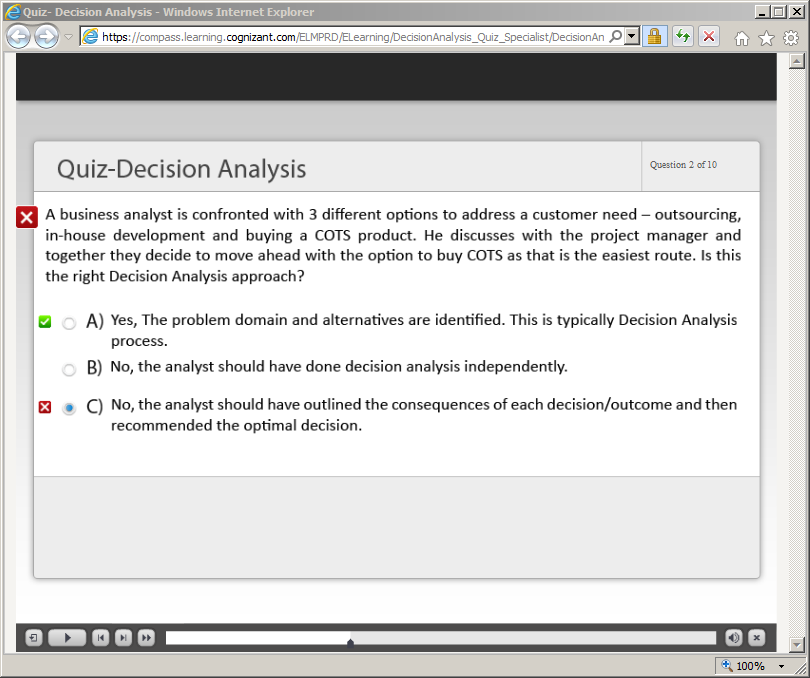 Quiz- Decision Analysis - Windows Internet Explorer
https://compass.learning.cognizant.com/ELMPRD/ELearning/DecisionAnalysis_Quiz_Specialist/DecisionAn
Quiz-Decision Analysis
Question 2 of 10
A business analyst is confronted with 3 different options to address a customer need – outsourcing,
in-house development and buying a COTS product. He discusses with the project manager and
together they decide to move ahead with the option to buy COTS as that is the easiest route. Is this
the right Decision Analysis approach?
A) Yes, The problem domain and alternatives are identified. This is typically Decision Analysis
process.
B) No, the analyst should have done decision analysis independently.
C) No, the analyst should have outlined the consequences of each decision/outcome and then
recommended the optimal decision.
100%